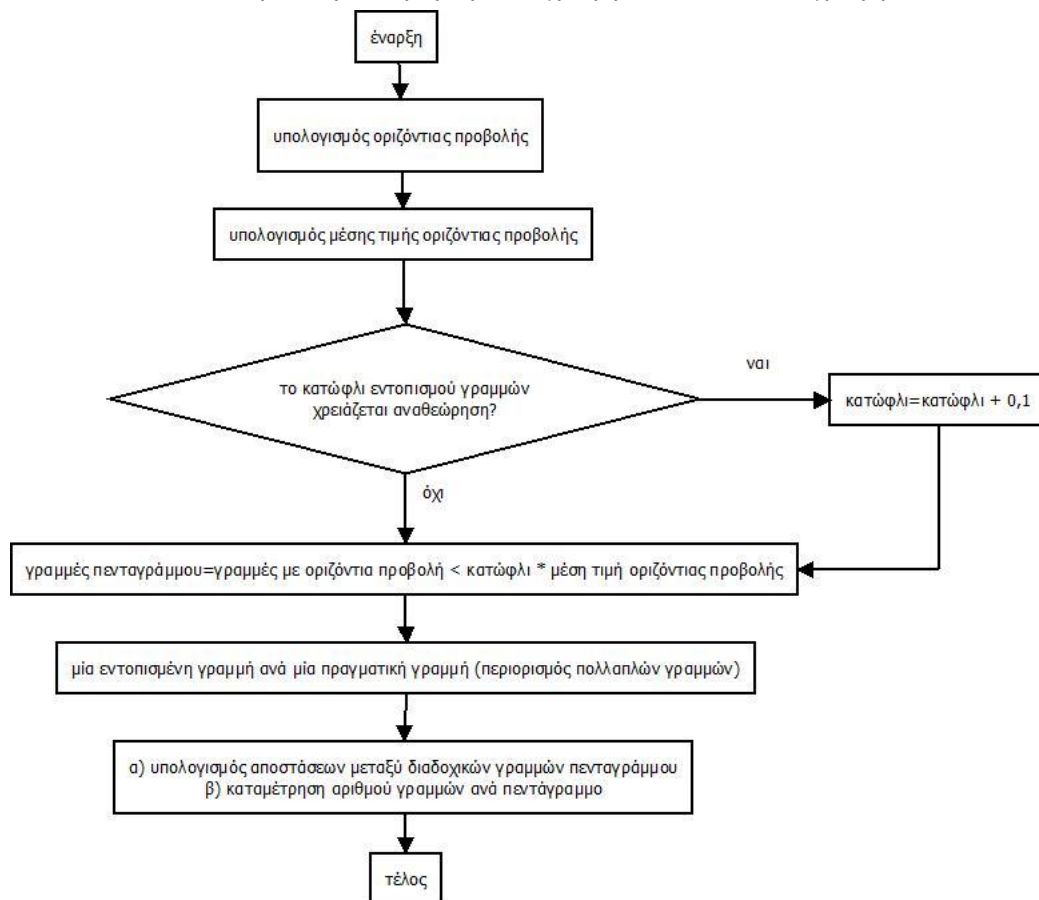 έναρξη
υπολογισμός οριζόντιας προβολής
υπολογισμός μέσης τιμής οριζόντιας προβολής
το κατώφλι εντοπισμού γραμμών
χρειάζεται αναθεώρηση?
ναι
κατώφλι=κατώφλι + 0,1
όχι
γραμμές πενταγράμμου=γραμμές με οριζόντια προβολή < κατώφλι * μέση τιμή οριζόντιας προβολής
μία εντοπισμένη γραμμή ανά μία πραγματική γραμμή (περιορισμός πολλαπλών γραμμών)
α) υπολογισμός αποστάσεων μεταξύ διαδοχικών γραμμών πενταγράμμου
β) καταμέτρηση αριθμού γραμμών ανά πεντάγραμμο
τέλος